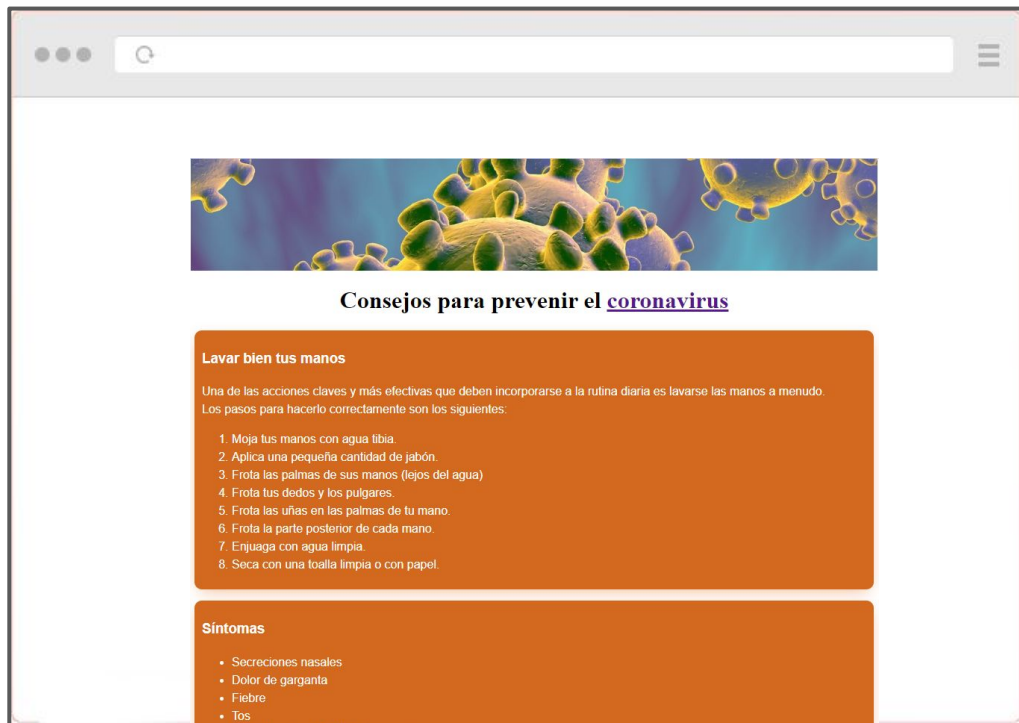 Consejos para prevenir el coronavirus
Lavar bien tus manos
Una de las acciones claves y más efectivas que deben incorporarse a la rutina diaria es lavarse las manos a menudo.
Los pasos para hacerlo correctamente son los siguientes:
1. Moja tus manos con agua tibia.
2. Aplica una pequeña cantidad de jabón.
3. Frota las palmas de sus manos (lejos del agua)
4. Frota tus dedos y los pulgares.
5. Frota las uñas en las palmas de tu mano.
6. Frota la parte posterior de cada mano.
7. Enjuaga con agua limpia.
8. Seca con una toalla limpia o con papel.
Síntomas
• Secreciones nasales
• Dolor de garganta
• Fiebre
• Tos